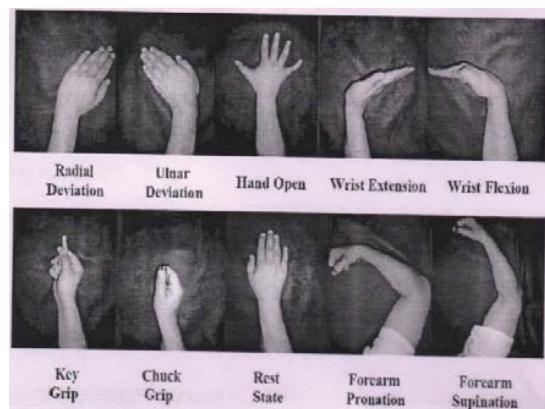 Radial
Deviation
Ulnar
Deviation
Hand Open
Wrist Extension
Wrist Flexion
Key
Grip
Chuck
Grip
Rest
State
Forearm
Pronation
Forearm
Supination